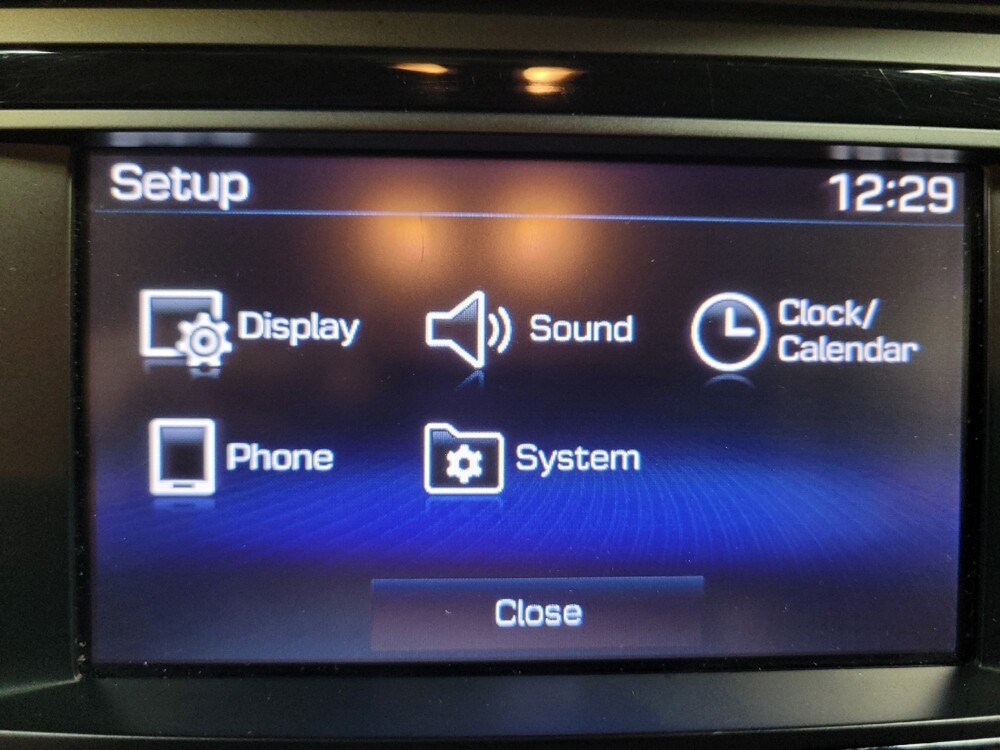 Setup 12:29
Display Sound Clock/
Calendar
Phone System
Close